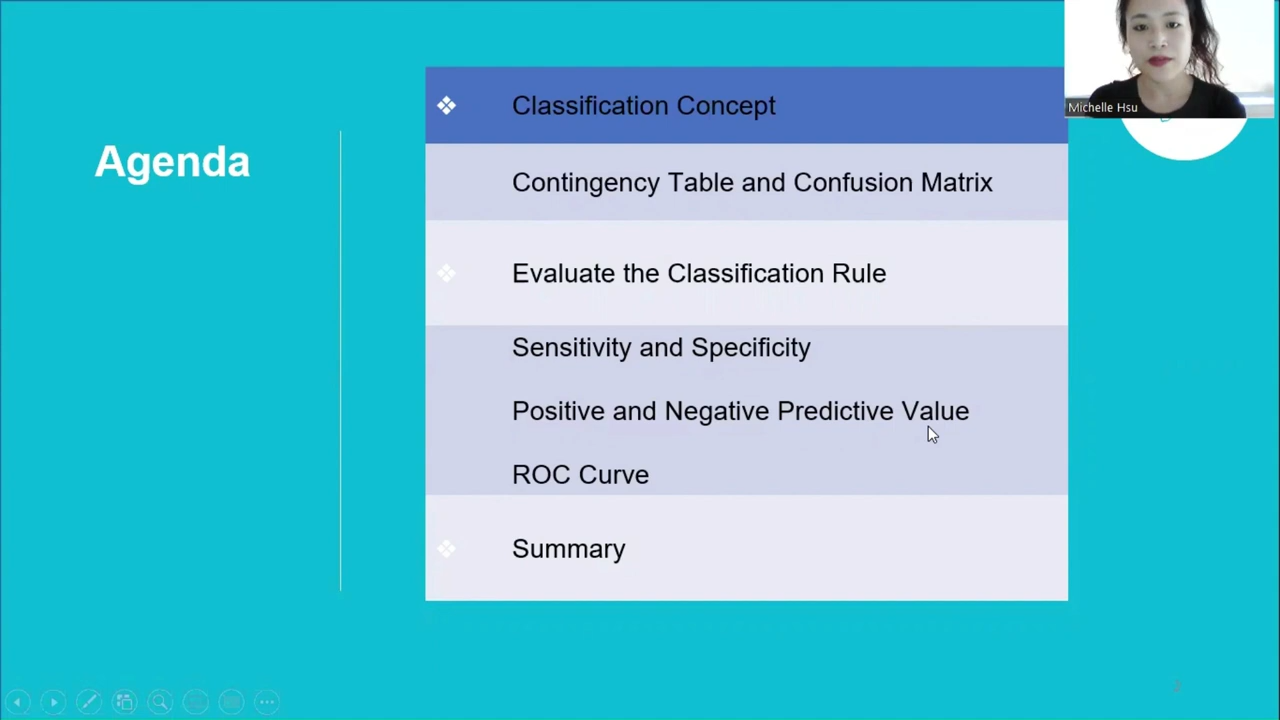 Michelle Hsu
Agenda
Classification Concept
Contingency Table and Confusion Matrix
Evaluate the Classification Rule
Sensitivity and Specificity
Positive and Negative Predictive Value
ROC Curve
Summary
2